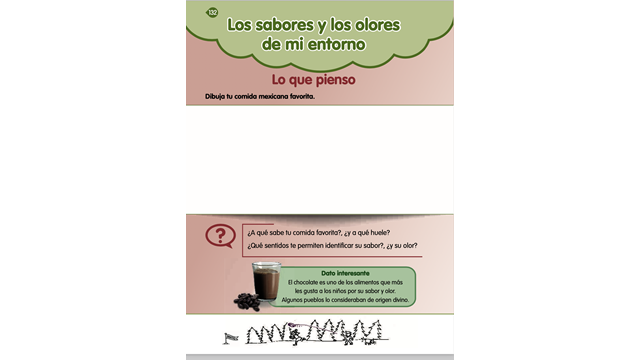 132
Los sabores y los olores
de mi entorno
Lo que pienso
Dibuja tu comida mexicana favorita.
?
¿A qué sabe tu comida favorita?, ¿y a qué huele?
¿Qué sentidos te permiten identificar su sabor?, ¿y su olor?
Dato interesante
El chocolate es uno de los alimentos que más
les gusta a los niños por su sabor y olor.
Algunos pueblos lo consideraban de origen divino.